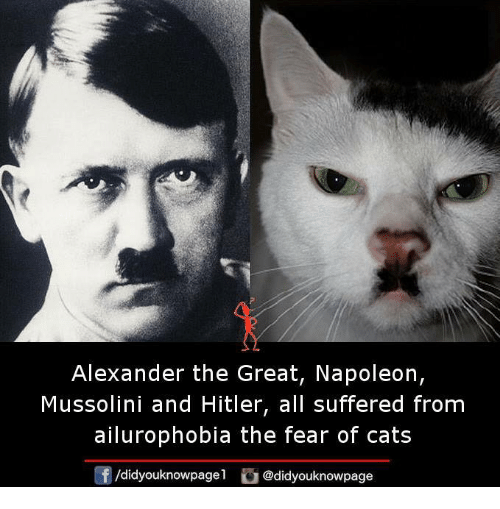 Alexander the Great, Napoleon,
Mussolini and Hitler, all suffered from
ailurophobia the fear of cats
f /didyouknowpage1 @didyouknowpage